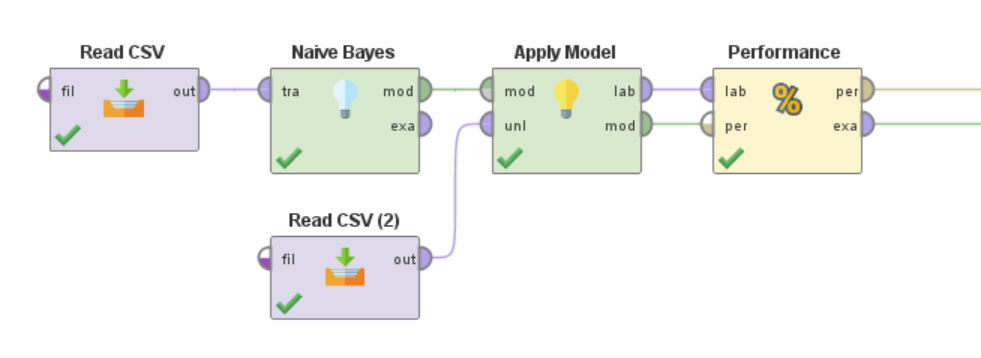 Read CSV
Naive Bayes
Apply Model
Performance
fil
out
tra
mod
mod
lab
lab
per
exa
unl
mod
per
exa
%
Read CSV (2)
fil
out